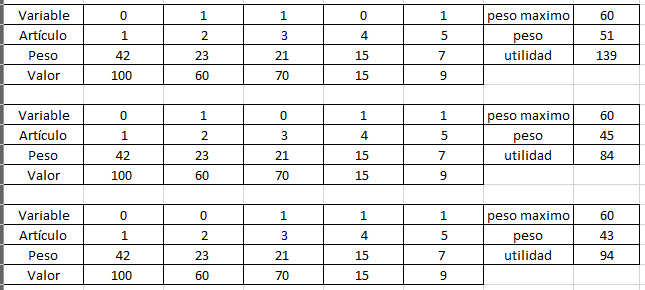 Variable 0 1 1 0 1 peso maximo 60
Artículo 1 2 3 4 5 peso 51
Peso 42 23 21 15 7 utilidad 139
Valor 100 60 70 15 9
Variable 0 1 0 1 1 peso maximo 60
Artículo 1 2 3 4 5 peso 45
Peso 42 23 21 15 7 utilidad 84
Valor 100 60 70 15 9
Variable 0 0 1 1 1 peso maximo 60
Artículo 1 2 3 4 5 peso 43
Peso 42 23 21 15 7 utilidad 94
Valor 100 60 70 15 9